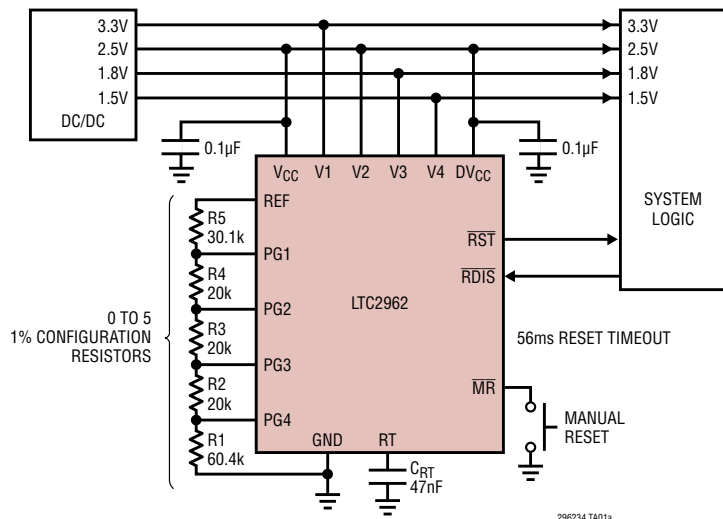 3.3V
2.5V
1.8V
1.5V
DC/DC
3.3V
2.5V
1.8V
1.5V
SYSTEM
LOGIC
0.1µF
0.1µF
VCC
V1
V2
V3
V4
DVCC
REF
R5
30.1k
PG1
R4
20k
PG2
R3
20k
PG3
R2
20k
PG4
R1
60.4k
0 TO 5
1% CONFIGURATION
RESISTORS
LTC2962
RST
RDIS
56ms RESET TIMEOUT
MR
MANUAL
RESET
GND
RT
CRT
47nF
296234 TA01a